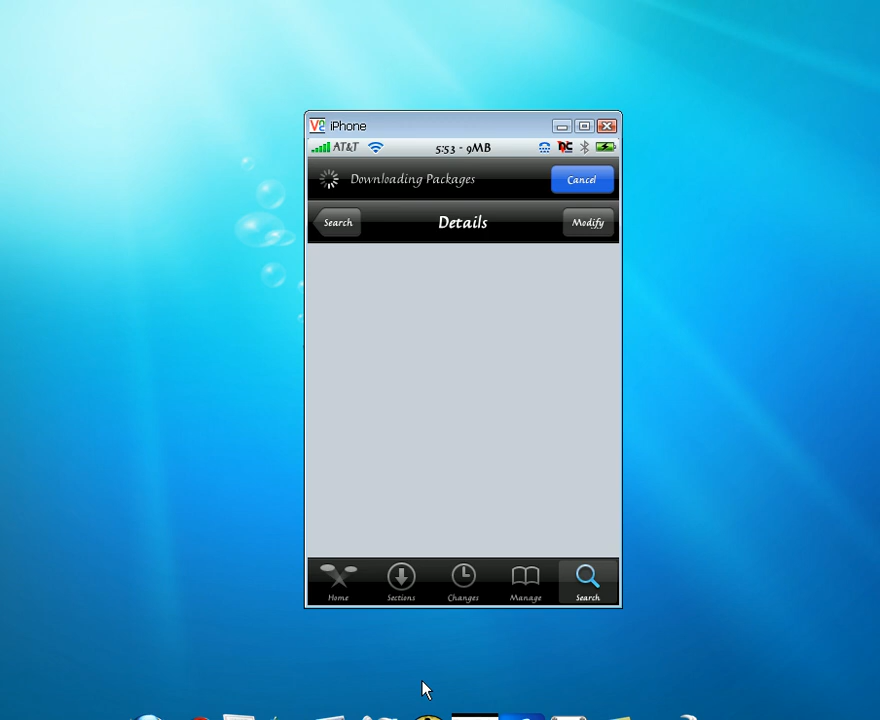 iPhone
AT&T 5:53 - 9MB
Downloading Packages Cancel
Search Details Modify
Home Sections Changes Manage Search